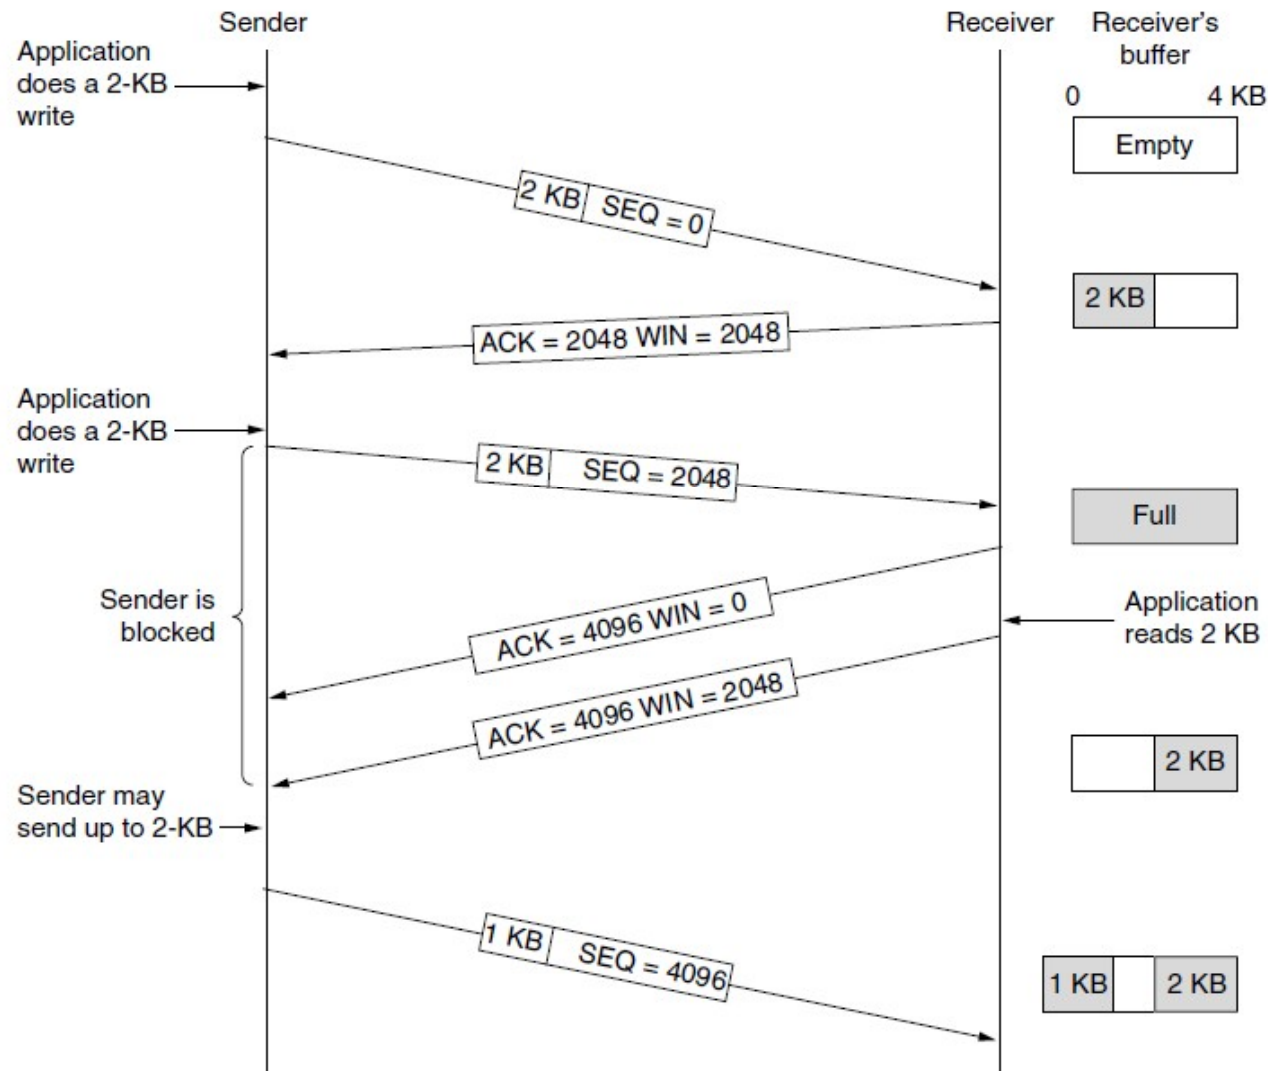 Sender
Receiver
Receiver's
buffer
Application
does a 2-KB
write
0
4 KB
Empty
2 KB
SEQ = 0
2 KB
ACK = 2048 WIN = 2048
Application
does a 2-KB
write
2 KB
SEQ = 2048
Full
Sender is
blocked
ACK = 4096 WIN = 0
Application
reads 2 KB
ACK = 4096 WIN = 2048
2 KB
Sender may
send up to 2-KB
1 KB
SEQ = 4096
1 KB
2 KB